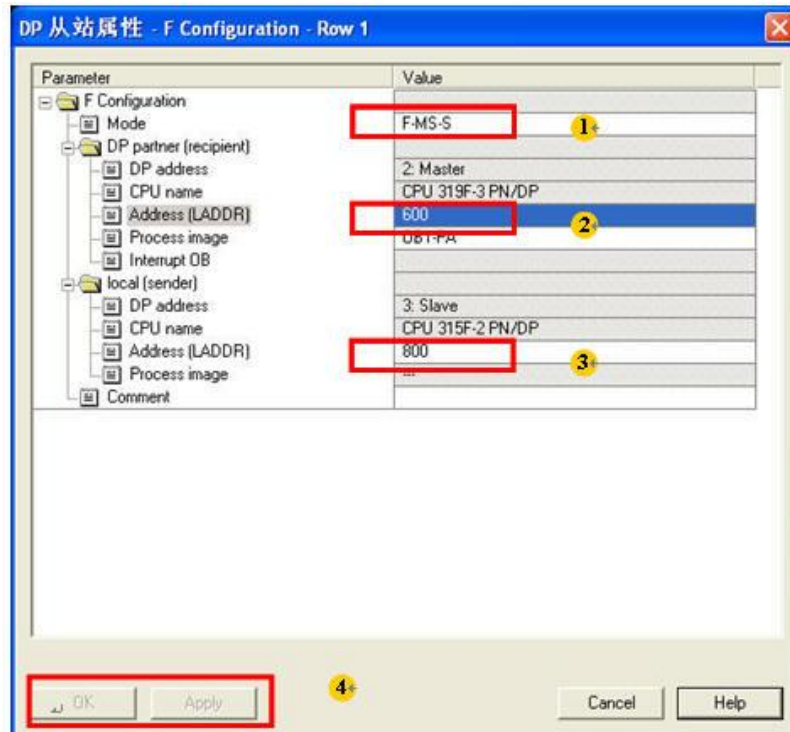 DP 从站属性 - F Configuration - Row 1
Parameter Value
F Configuration
Mode F-MS-S 1
DP partner (recipient)
DP address 2: Master
CPU name CPU 319F-3 PN/DP
Address (LADDR) 600 2
Process image OB1-PA
Interrupt OB
local (sender)
DP address 3: Slave
CPU name CPU 315F-2 PN/DP
Address (LADDR) 800 3
Process image ---
Comment
4
OK Apply Cancel Help